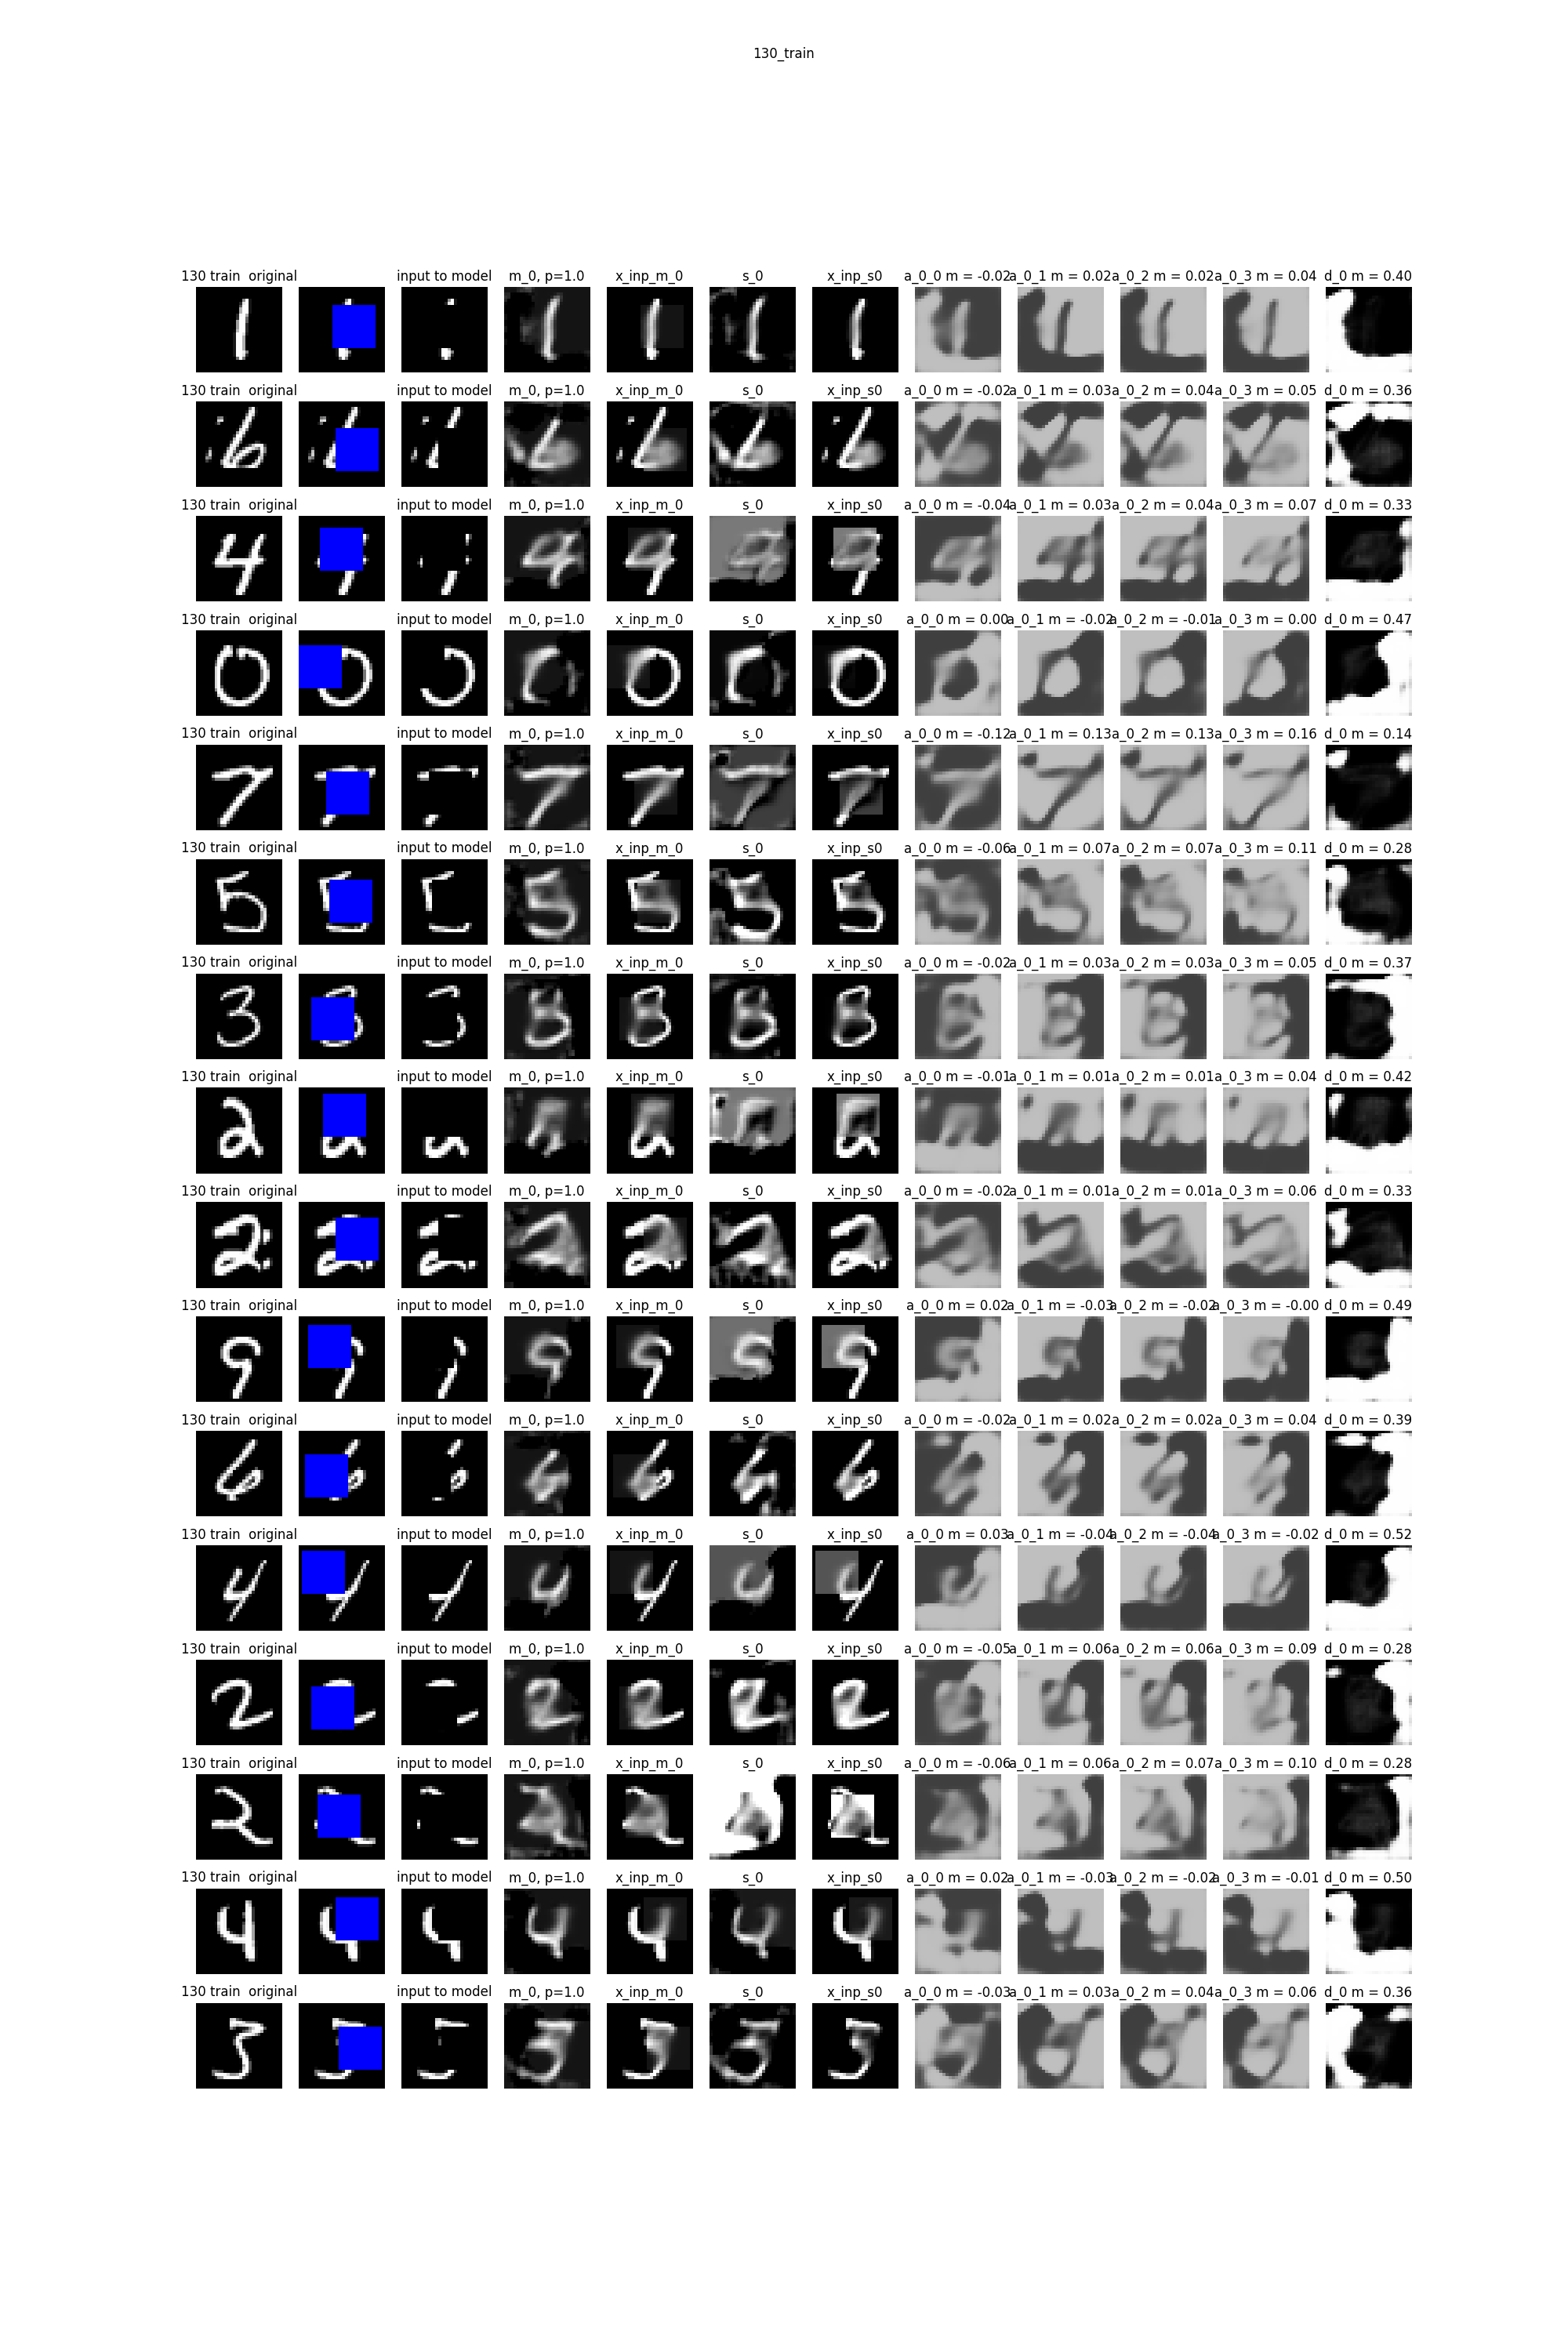 130_train
130 train  original input to model m_0, p=1.0 x_inp_m_0 s_0 x_inp_s0 a_0_0 m = -0.02 a_0_1 m = 0.02 a_0_2 m = 0.02 a_0_3 m = 0.04 d_0 m = 0.40
130 train  original input to model m_0, p=1.0 x_inp_m_0 s_0 x_inp_s0 a_0_0 m = -0.02 a_0_1 m = 0.03 a_0_2 m = 0.04 a_0_3 m = 0.05 d_0 m = 0.36
130 train  original input to model m_0, p=1.0 x_inp_m_0 s_0 x_inp_s0 a_0_0 m = -0.04 a_0_1 m = 0.03 a_0_2 m = 0.04 a_0_3 m = 0.07 d_0 m = 0.33
130 train  original input to model m_0, p=1.0 x_inp_m_0 s_0 x_inp_s0 a_0_0 m = 0.00 a_0_1 m = -0.02 a_0_2 m = -0.01 a_0_3 m = 0.00 d_0 m = 0.47
130 train  original input to model m_0, p=1.0 x_inp_m_0 s_0 x_inp_s0 a_0_0 m = -0.12 a_0_1 m = 0.13 a_0_2 m = 0.13 a_0_3 m = 0.16 d_0 m = 0.14
130 train  original input to model m_0, p=1.0 x_inp_m_0 s_0 x_inp_s0 a_0_0 m = -0.06 a_0_1 m = 0.07 a_0_2 m = 0.07 a_0_3 m = 0.11 d_0 m = 0.28
130 train  original input to model m_0, p=1.0 x_inp_m_0 s_0 x_inp_s0 a_0_0 m = -0.02 a_0_1 m = 0.03 a_0_2 m = 0.03 a_0_3 m = 0.05 d_0 m = 0.37
130 train  original input to model m_0, p=1.0 x_inp_m_0 s_0 x_inp_s0 a_0_0 m = -0.01 a_0_1 m = 0.01 a_0_2 m = 0.01 a_0_3 m = 0.04 d_0 m = 0.42
130 train  original input to model m_0, p=1.0 x_inp_m_0 s_0 x_inp_s0 a_0_0 m = -0.02 a_0_1 m = 0.01 a_0_2 m = 0.01 a_0_3 m = 0.06 d_0 m = 0.33
130 train  original input to model m_0, p=1.0 x_inp_m_0 s_0 x_inp_s0 a_0_0 m = 0.02 a_0_1 m = -0.03 a_0_2 m = -0.02 a_0_3 m = -0.00 d_0 m = 0.49
130 train  original input to model m_0, p=1.0 x_inp_m_0 s_0 x_inp_s0 a_0_0 m = -0.02 a_0_1 m = 0.02 a_0_2 m = 0.02 a_0_3 m = 0.04 d_0 m = 0.39
130 train  original input to model m_0, p=1.0 x_inp_m_0 s_0 x_inp_s0 a_0_0 m = 0.03 a_0_1 m = -0.04 a_0_2 m = -0.04 a_0_3 m = -0.02 d_0 m = 0.52
130 train  original input to model m_0, p=1.0 x_inp_m_0 s_0 x_inp_s0 a_0_0 m = -0.05 a_0_1 m = 0.06 a_0_2 m = 0.06 a_0_3 m = 0.09 d_0 m = 0.28
130 train  original input to model m_0, p=1.0 x_inp_m_0 s_0 x_inp_s0 a_0_0 m = -0.06 a_0_1 m = 0.06 a_0_2 m = 0.07 a_0_3 m = 0.10 d_0 m = 0.28
130 train  original input to model m_0, p=1.0 x_inp_m_0 s_0 x_inp_s0 a_0_0 m = 0.02 a_0_1 m = -0.03 a_0_2 m = -0.02 a_0_3 m = -0.01 d_0 m = 0.50
130 train  original input to model m_0, p=1.0 x_inp_m_0 s_0 x_inp_s0 a_0_0 m = -0.03 a_0_1 m = 0.03 a_0_2 m = 0.04 a_0_3 m = 0.06 d_0 m = 0.36